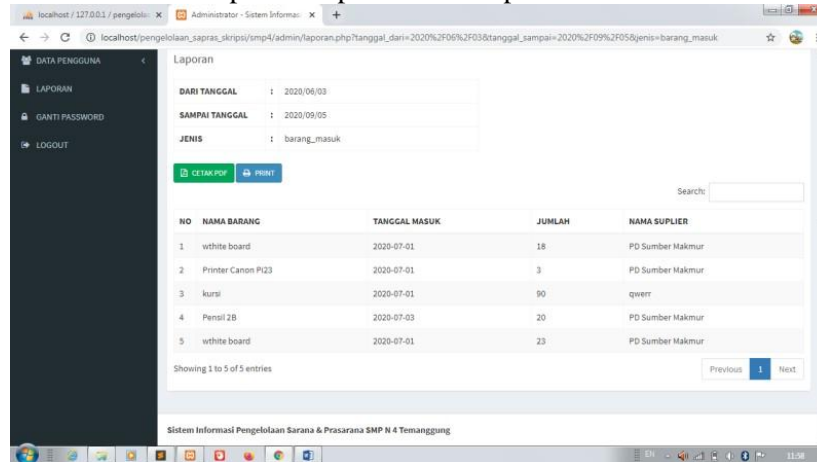 localhost / 127.0.0.1 / pengelola
Administrator - Sistem Informas
localhost/pengelolaan_sapras_skripsi/smp4/admin/laporan.php?tanggal_dari=2020%2F06%2F03&tanggal_sampai=2020%2F09%2F05&jenis=barang_masuk
DATA PENGGUNA
LAPORAN
GANTI PASSWORD
LOGOUT
Laporan
DARI TANGGAL : 2020/06/03
SAMPAI TANGGAL : 2020/09/05
JENIS : barang_masuk
CETAK PDF PRINT
Search:
NO NAMA BARANG TANGGAL MASUK JUMLAH NAMA SUPLIER
1 wthite board 2020-07-01 18 PD Sumber Makmur
2 Printer Canon Pi23 2020-07-01 3 PD Sumber Makmur
3 kursi 2020-07-01 90 qwerr
4 Pensil 2B 2020-07-03 20 PD Sumber Makmur
5 wthite board 2020-07-01 23 PD Sumber Makmur
Showing 1 to 5 of 5 entries
Previous 1 Next
Sistem Informasi Pengelolaan Sarana & Prasarana SMP N 4 Temanggung
EN 11:58